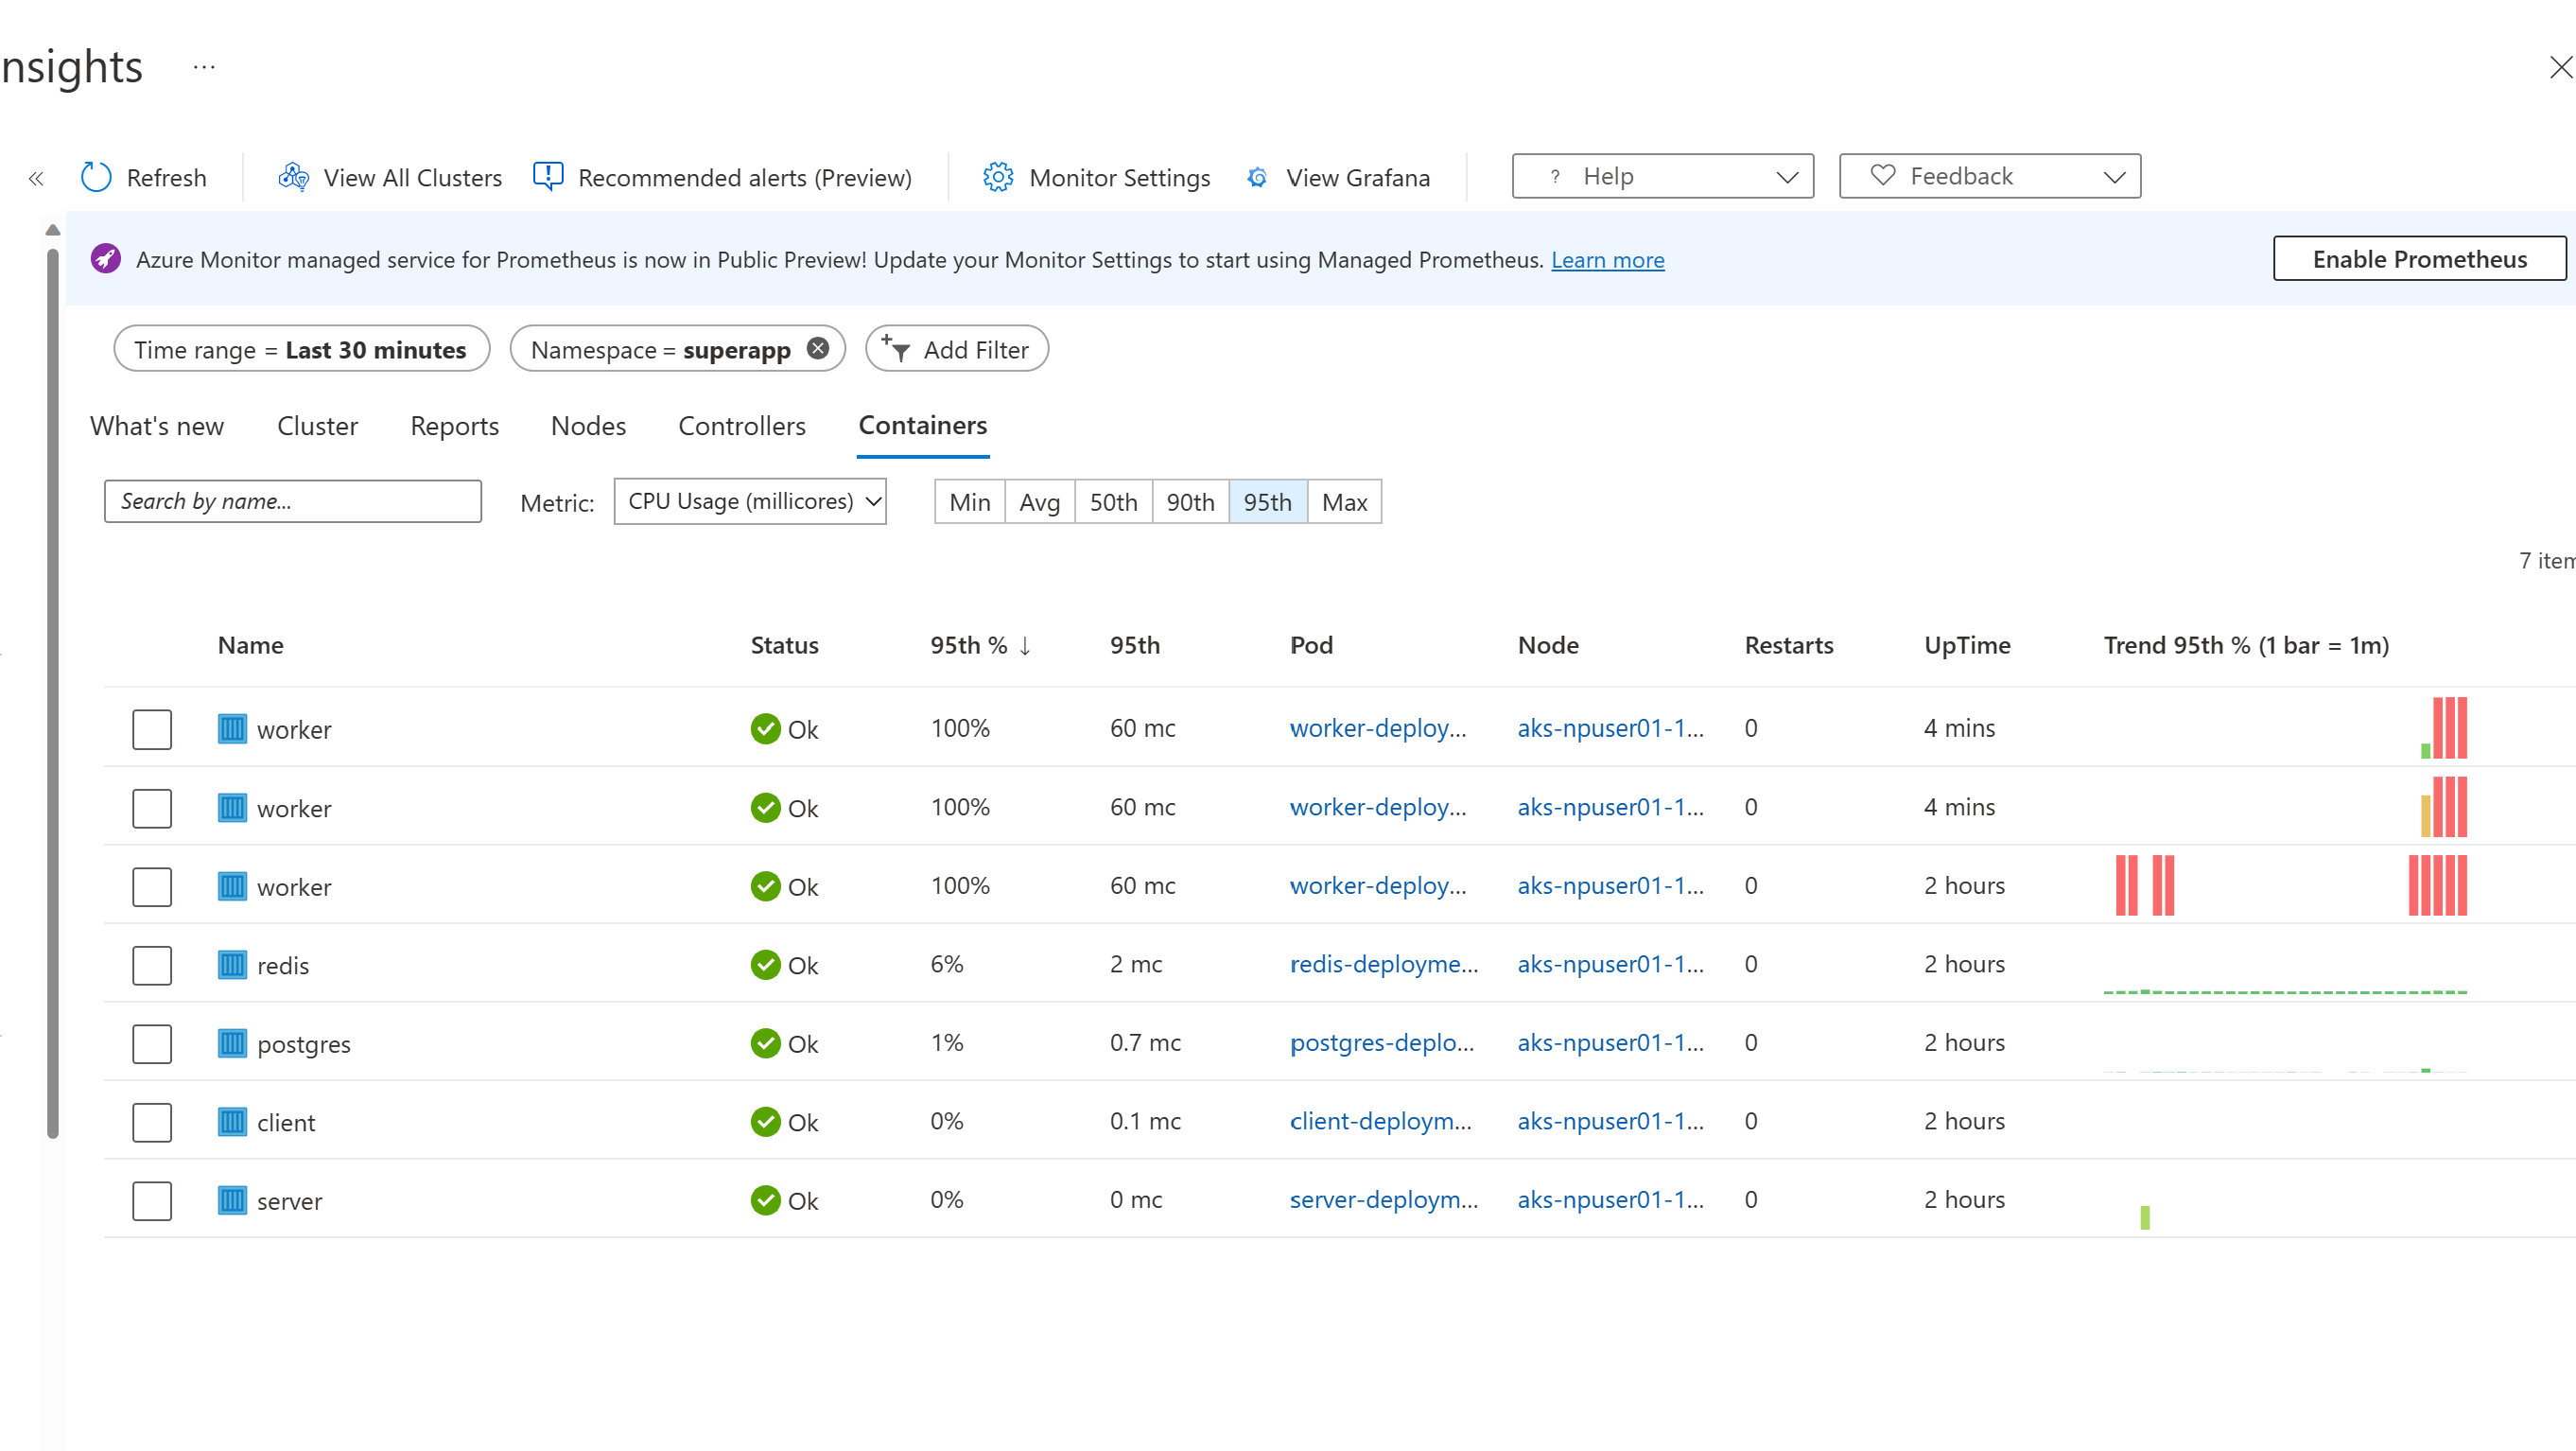 nsights ...
Refresh View All Clusters Recommended alerts (Preview) Monitor Settings View Grafana ? Help Feedback
Azure Monitor managed service for Prometheus is now in Public Preview! Update your Monitor Settings to start using Managed Prometheus. Learn more Enable Prometheus
Time range = Last 30 minutes Namespace = superapp Add Filter
What's new Cluster Reports Nodes Controllers Containers
Search by name... Metric: CPU Usage (millicores) Min Avg 50th 90th 95th Max
7 item
Name Status 95th % ↓ 95th Pod Node Restarts UpTime Trend 95th % (1 bar = 1m)
worker Ok 100% 60 mc worker-deploy... aks-npuser01-1... 0 4 mins
worker Ok 100% 60 mc worker-deploy... aks-npuser01-1... 0 4 mins
worker Ok 100% 60 mc worker-deploy... aks-npuser01-1... 0 2 hours
redis Ok 6% 2 mc redis-deployme... aks-npuser01-1... 0 2 hours
postgres Ok 1% 0.7 mc postgres-deplo... aks-npuser01-1... 0 2 hours
client Ok 0% 0.1 mc client-deploym... aks-npuser01-1... 0 2 hours
server Ok 0% 0 mc server-deploym... aks-npuser01-1... 0 2 hours